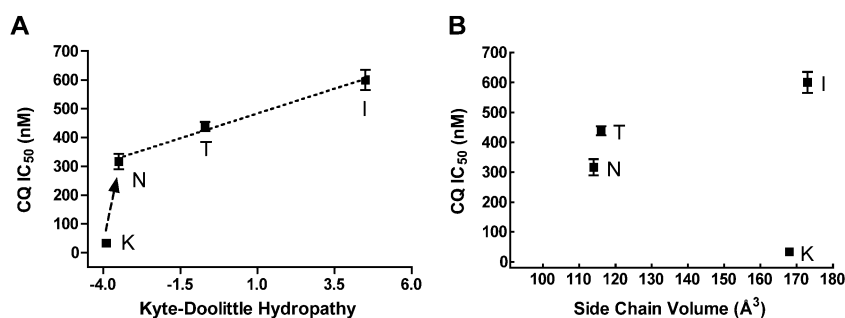 A
CQ IC50 (nM)
700
600
500
400
300
200
100
0
I
T
N
K
-4.0 -1.5 1.0 3.5 6.0
Kyte-Doolittle Hydropathy
B
CQ IC50 (nM)
700
600
500
400
300
200
100
0
I
T
N
K
100 110 120 130 140 150 160 170 180
Side Chain Volume (Å3)